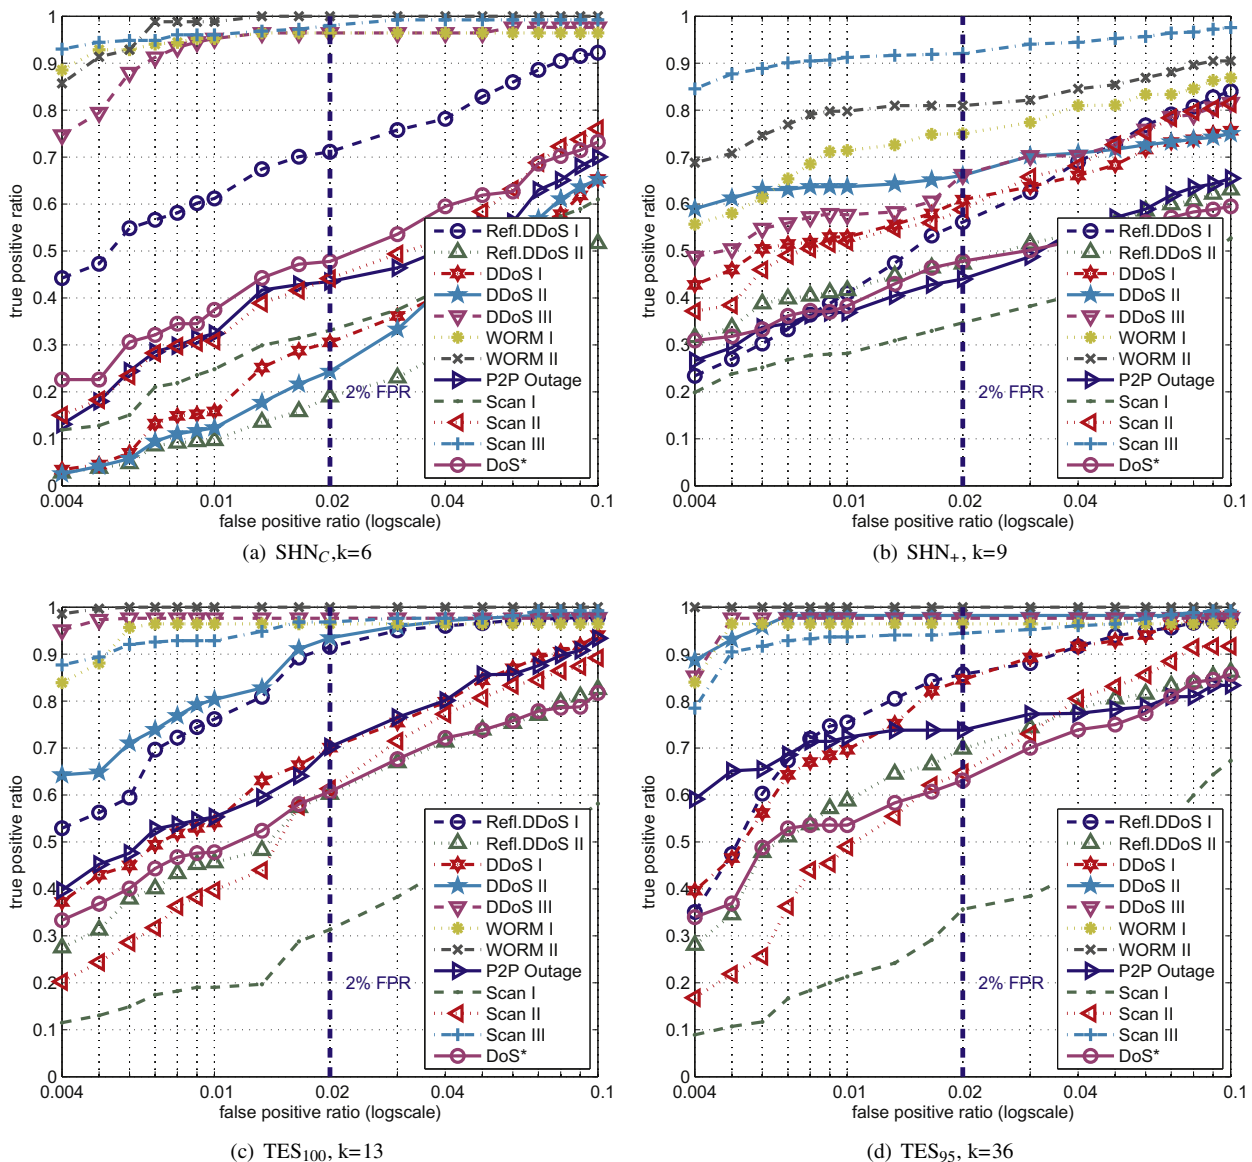 1
0.9
0.8
0.7
0.6
0.5
0.4
0.3
0.2
0.1
0
true positive ratio
2% FPR
Refl.DDoS I
Refl.DDoS II
DDoS I
DDoS II
DDoS III
WORM I
WORM II
P2P Outage
Scan I
Scan II
Scan III
DoS*
0.004 0.01 0.02 0.04 0.1
false positive ratio (logscale)
(a) SHN_C,k=6
1
0.9
0.8
0.7
0.6
0.5
0.4
0.3
0.2
0.1
0
true positive ratio
2% FPR
Refl.DDoS I
Refl.DDoS II
DDoS I
DDoS II
DDoS III
WORM I
WORM II
P2P Outage
Scan I
Scan II
Scan III
DoS*
0.004 0.01 0.02 0.04 0.1
false positive ratio (logscale)
(b) SHN₊, k=9
1
0.9
0.8
0.7
0.6
0.5
0.4
0.3
0.2
0.1
0
true positive ratio
2% FPR
Refl.DDoS I
Refl.DDoS II
DDoS I
DDoS II
DDoS III
WORM I
WORM II
P2P Outage
Scan I
Scan II
Scan III
DoS*
0.004 0.01 0.02 0.04 0.1
false positive ratio (logscale)
(c) TES₁₀₀, k=13
1
0.9
0.8
0.7
0.6
0.5
0.4
0.3
0.2
0.1
0
true positive ratio
2% FPR
Refl.DDoS I
Refl.DDoS II
DDoS I
DDoS II
DDoS III
WORM I
WORM II
P2P Outage
Scan I
Scan II
Scan III
DoS*
0.004 0.01 0.02 0.04 0.1
false positive ratio (logscale)
(d) TES₉₅, k=36